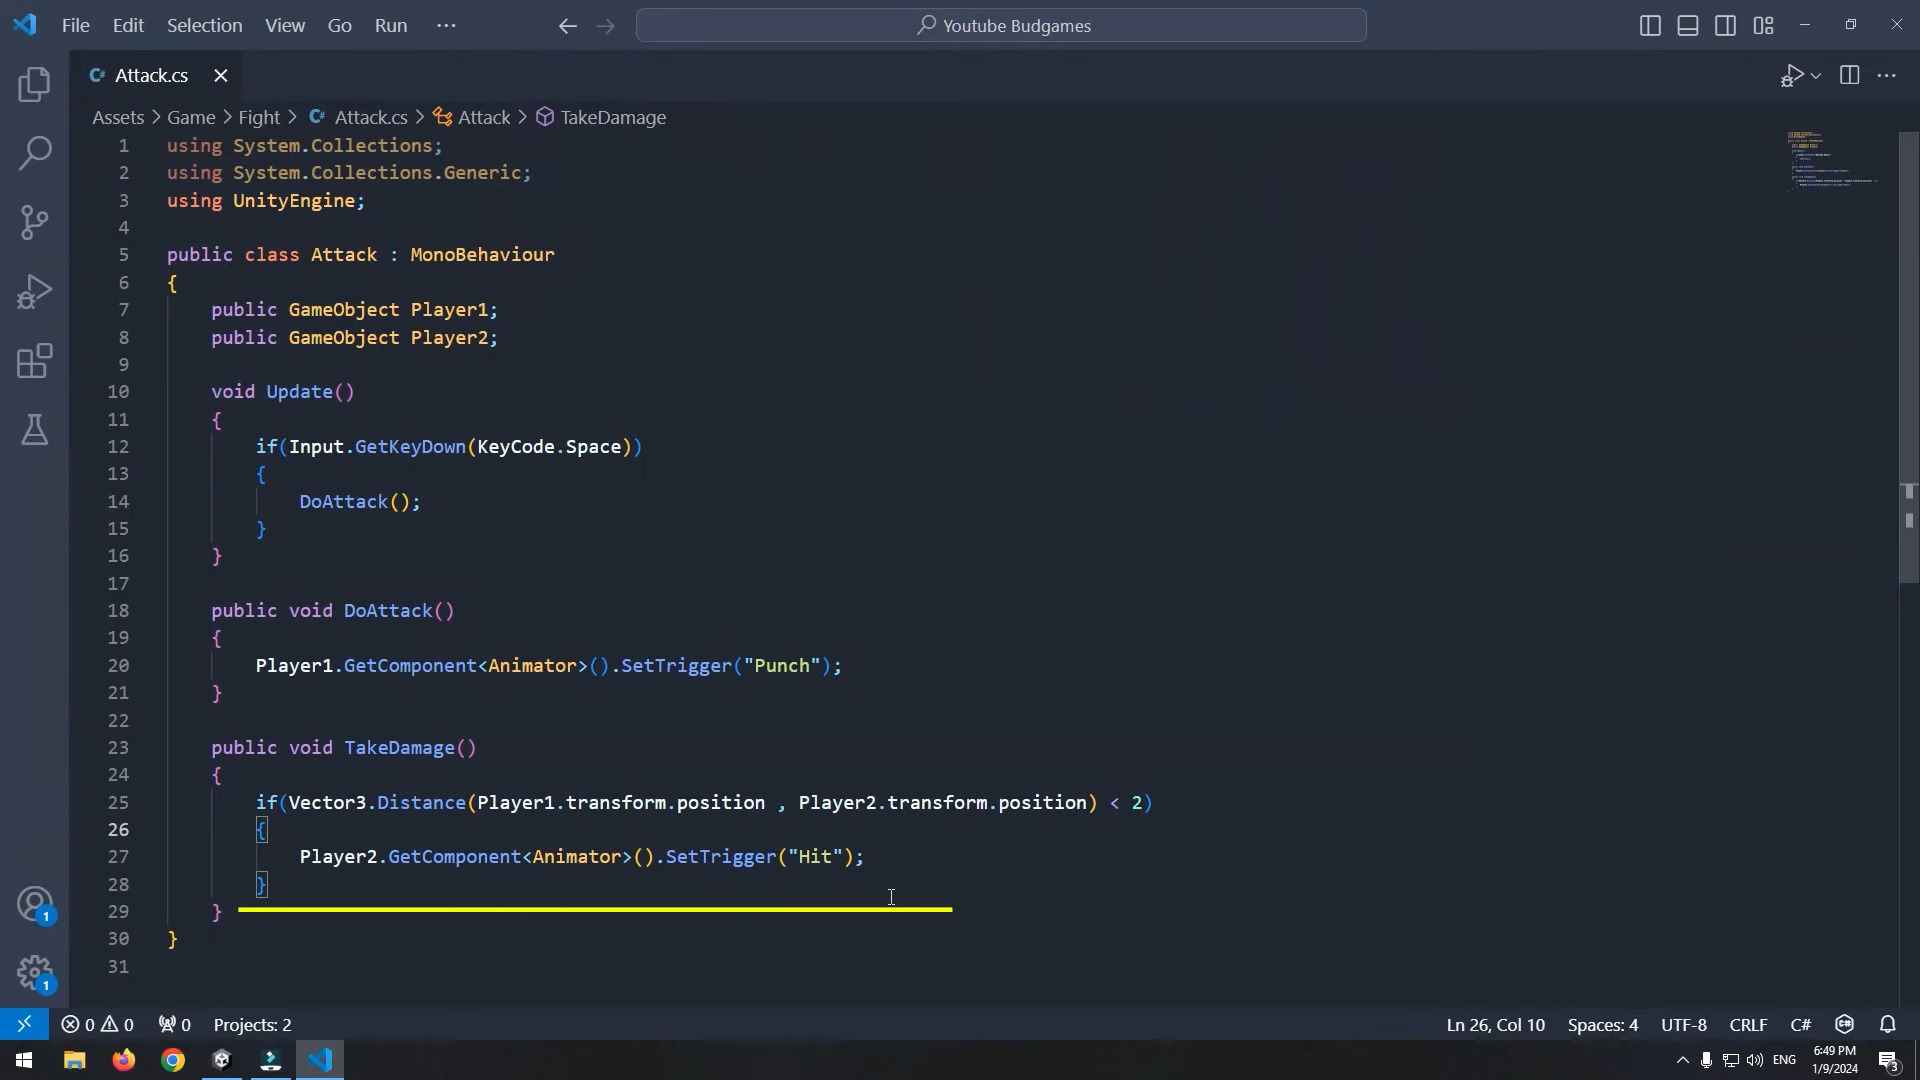 File Edit Selection View Go Run ···
Youtube Budgames
C# Attack.cs
Assets > Game > Fight > C# Attack.cs > Attack > TakeDamage
1 using System.Collections;
2 using System.Collections.Generic;
3 using UnityEngine;
4
5 public class Attack : MonoBehaviour
6 {
7 public GameObject Player1;
8 public GameObject Player2;
9
10 void Update()
11 {
12 if(Input.GetKeyDown(KeyCode.Space))
13 {
14 DoAttack();
15 }
16 }
17
18 public void DoAttack()
19 {
20 Player1.GetComponent<Animator>().SetTrigger("Punch");
21 }
22
23 public void TakeDamage()
24 {
25 if(Vector3.Distance(Player1.transform.position , Player2.transform.position) < 2)
26 {
27 Player2.GetComponent<Animator>().SetTrigger("Hit");
28 }
29 }
30 }
31
1
1
0 0 0 Projects: 2 Ln 26, Col 10 Spaces: 4 UTF-8 CRLF C#
ENG 6:49 PM
1/9/2024
3